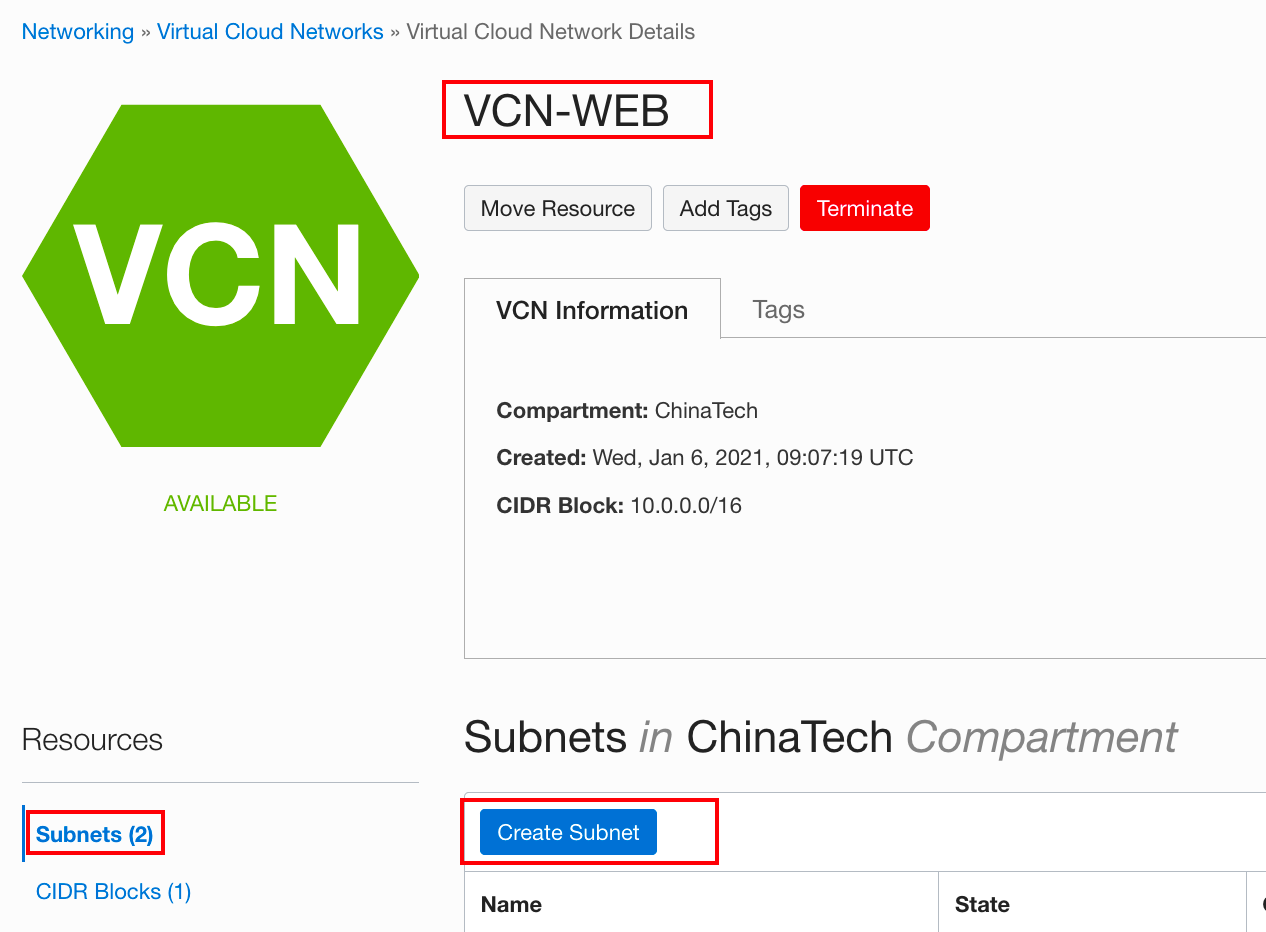 Networking » Virtual Cloud Networks » Virtual Cloud Network Details
VCN
AVAILABLE
VCN-WEB
Move Resource Add Tags Terminate
VCN Information Tags
Compartment: ChinaTech
Created: Wed, Jan 6, 2021, 09:07:19 UTC
CIDR Block: 10.0.0.0/16
Resources
Subnets (2)
CIDR Blocks (1)
Subnets in ChinaTech Compartment
Create Subnet
Name State